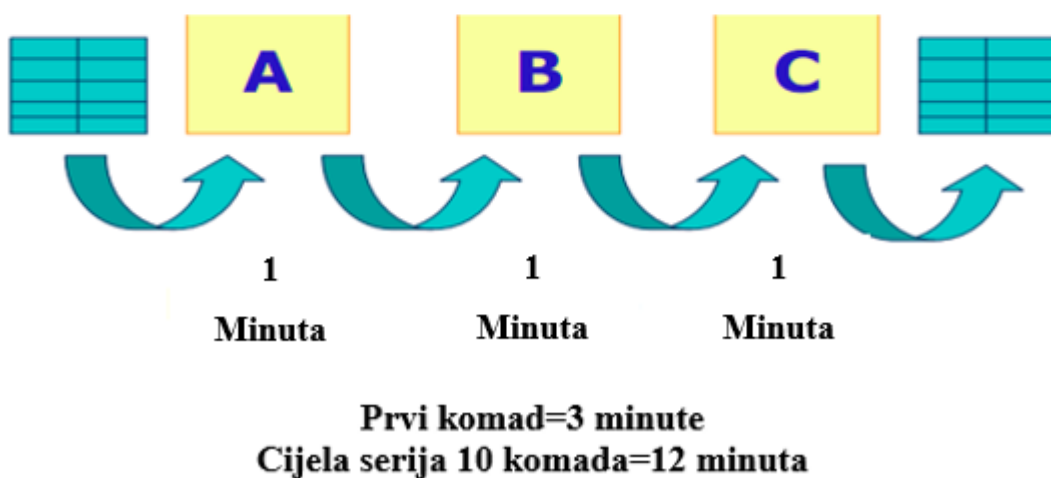 A B C
1 1 1
Minuta Minuta Minuta
Prvi komad=3 minute
Cijela serija 10 komada=12 minuta